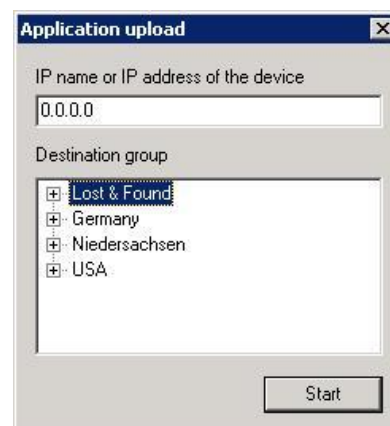 Application upload
IP name or IP address of the device
0.0.0.0
Destination group
Lost & Found
Germany
Niedersachsen
USA
Start